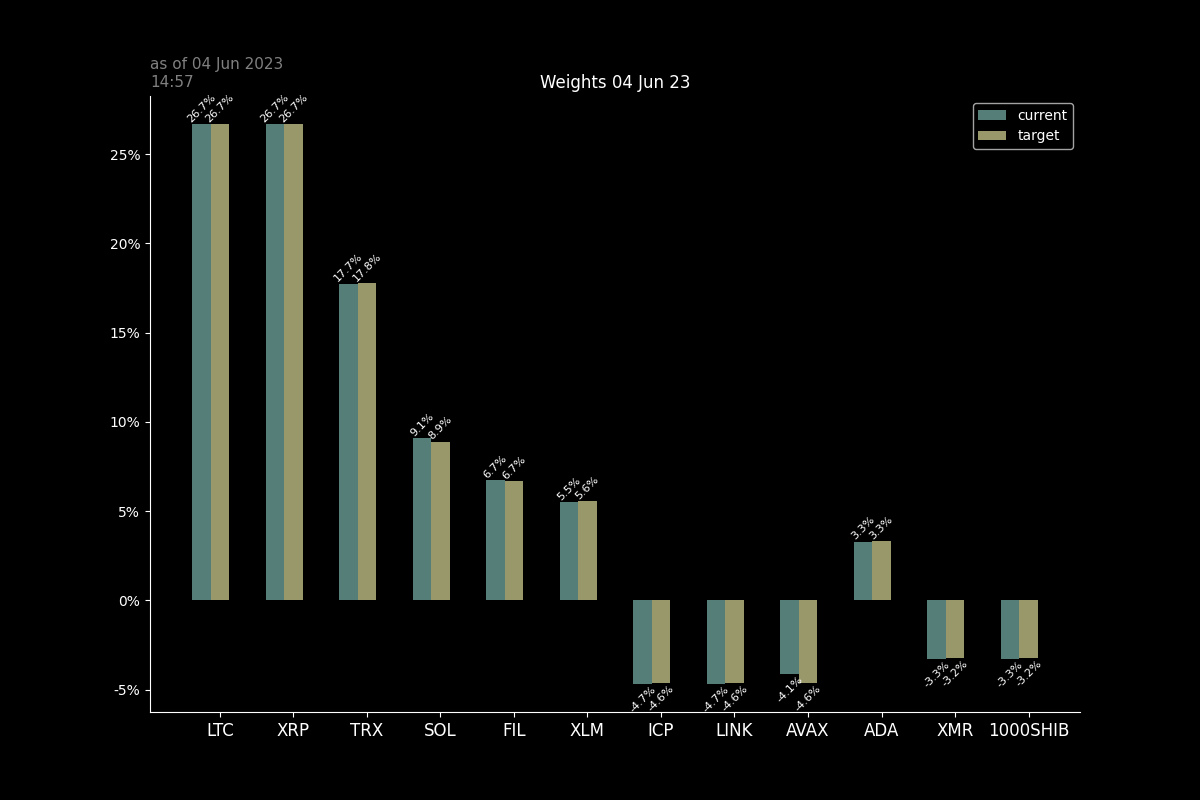 as of 04 Jun 2023
14:57
Weights 04 Jun 23
current
target
26.7% 26.7% 26.7% 26.7% 17.7% 17.8% 9.1% 8.9% 6.7% 6.7% 5.5% 5.6% -4.7% -4.6% -4.7% -4.6% -4.1% -4.6% 3.3% 3.3% -3.3% -3.2% -3.3% -3.2%
25%
20%
15%
10%
5%
0%
-5%
LTC XRP TRX SOL FIL XLM ICP LINK AVAX ADA XMR 1000SHIB